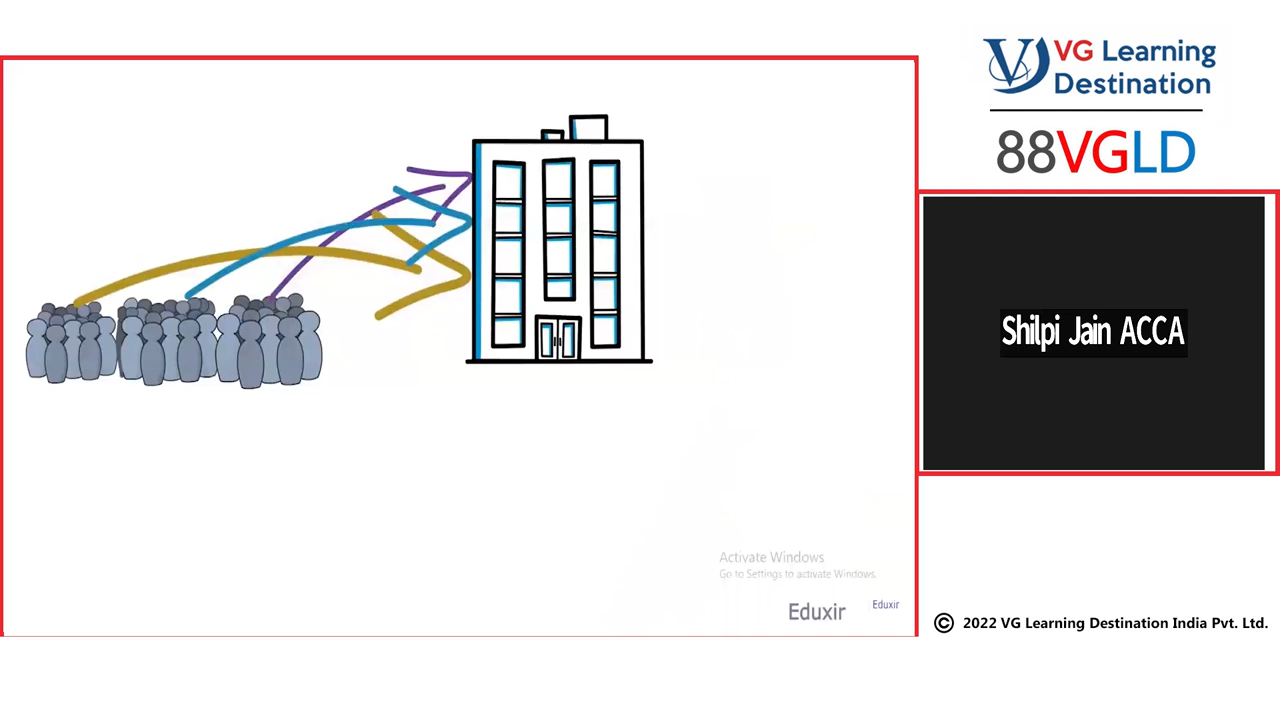 VG Learning
Destination
88VGLD
Shilpi Jain ACCA
Activate Windows
Go to Settings to activate Windows.
Eduxir
Eduxir
© 2022 VG Learning Destination India Pvt. Ltd.